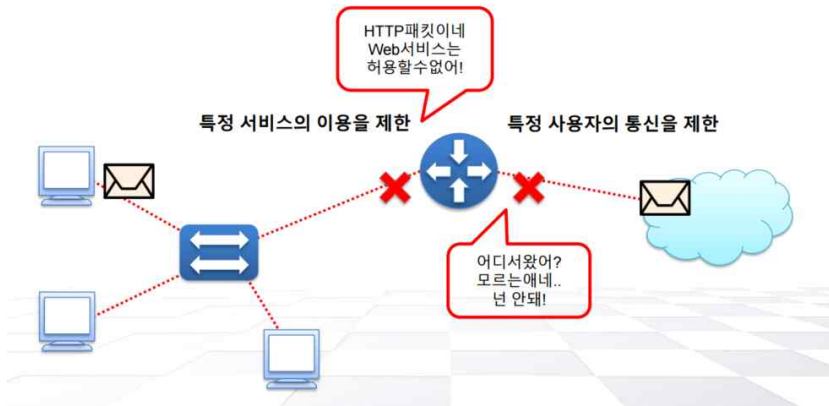 HTTP패킷이네
Web서비스는
허용할수없어!
특정 서비스의 이용을 제한
특정 사용자의 통신을 제한
어디서왔어?
모르는애네..
넌 안돼!